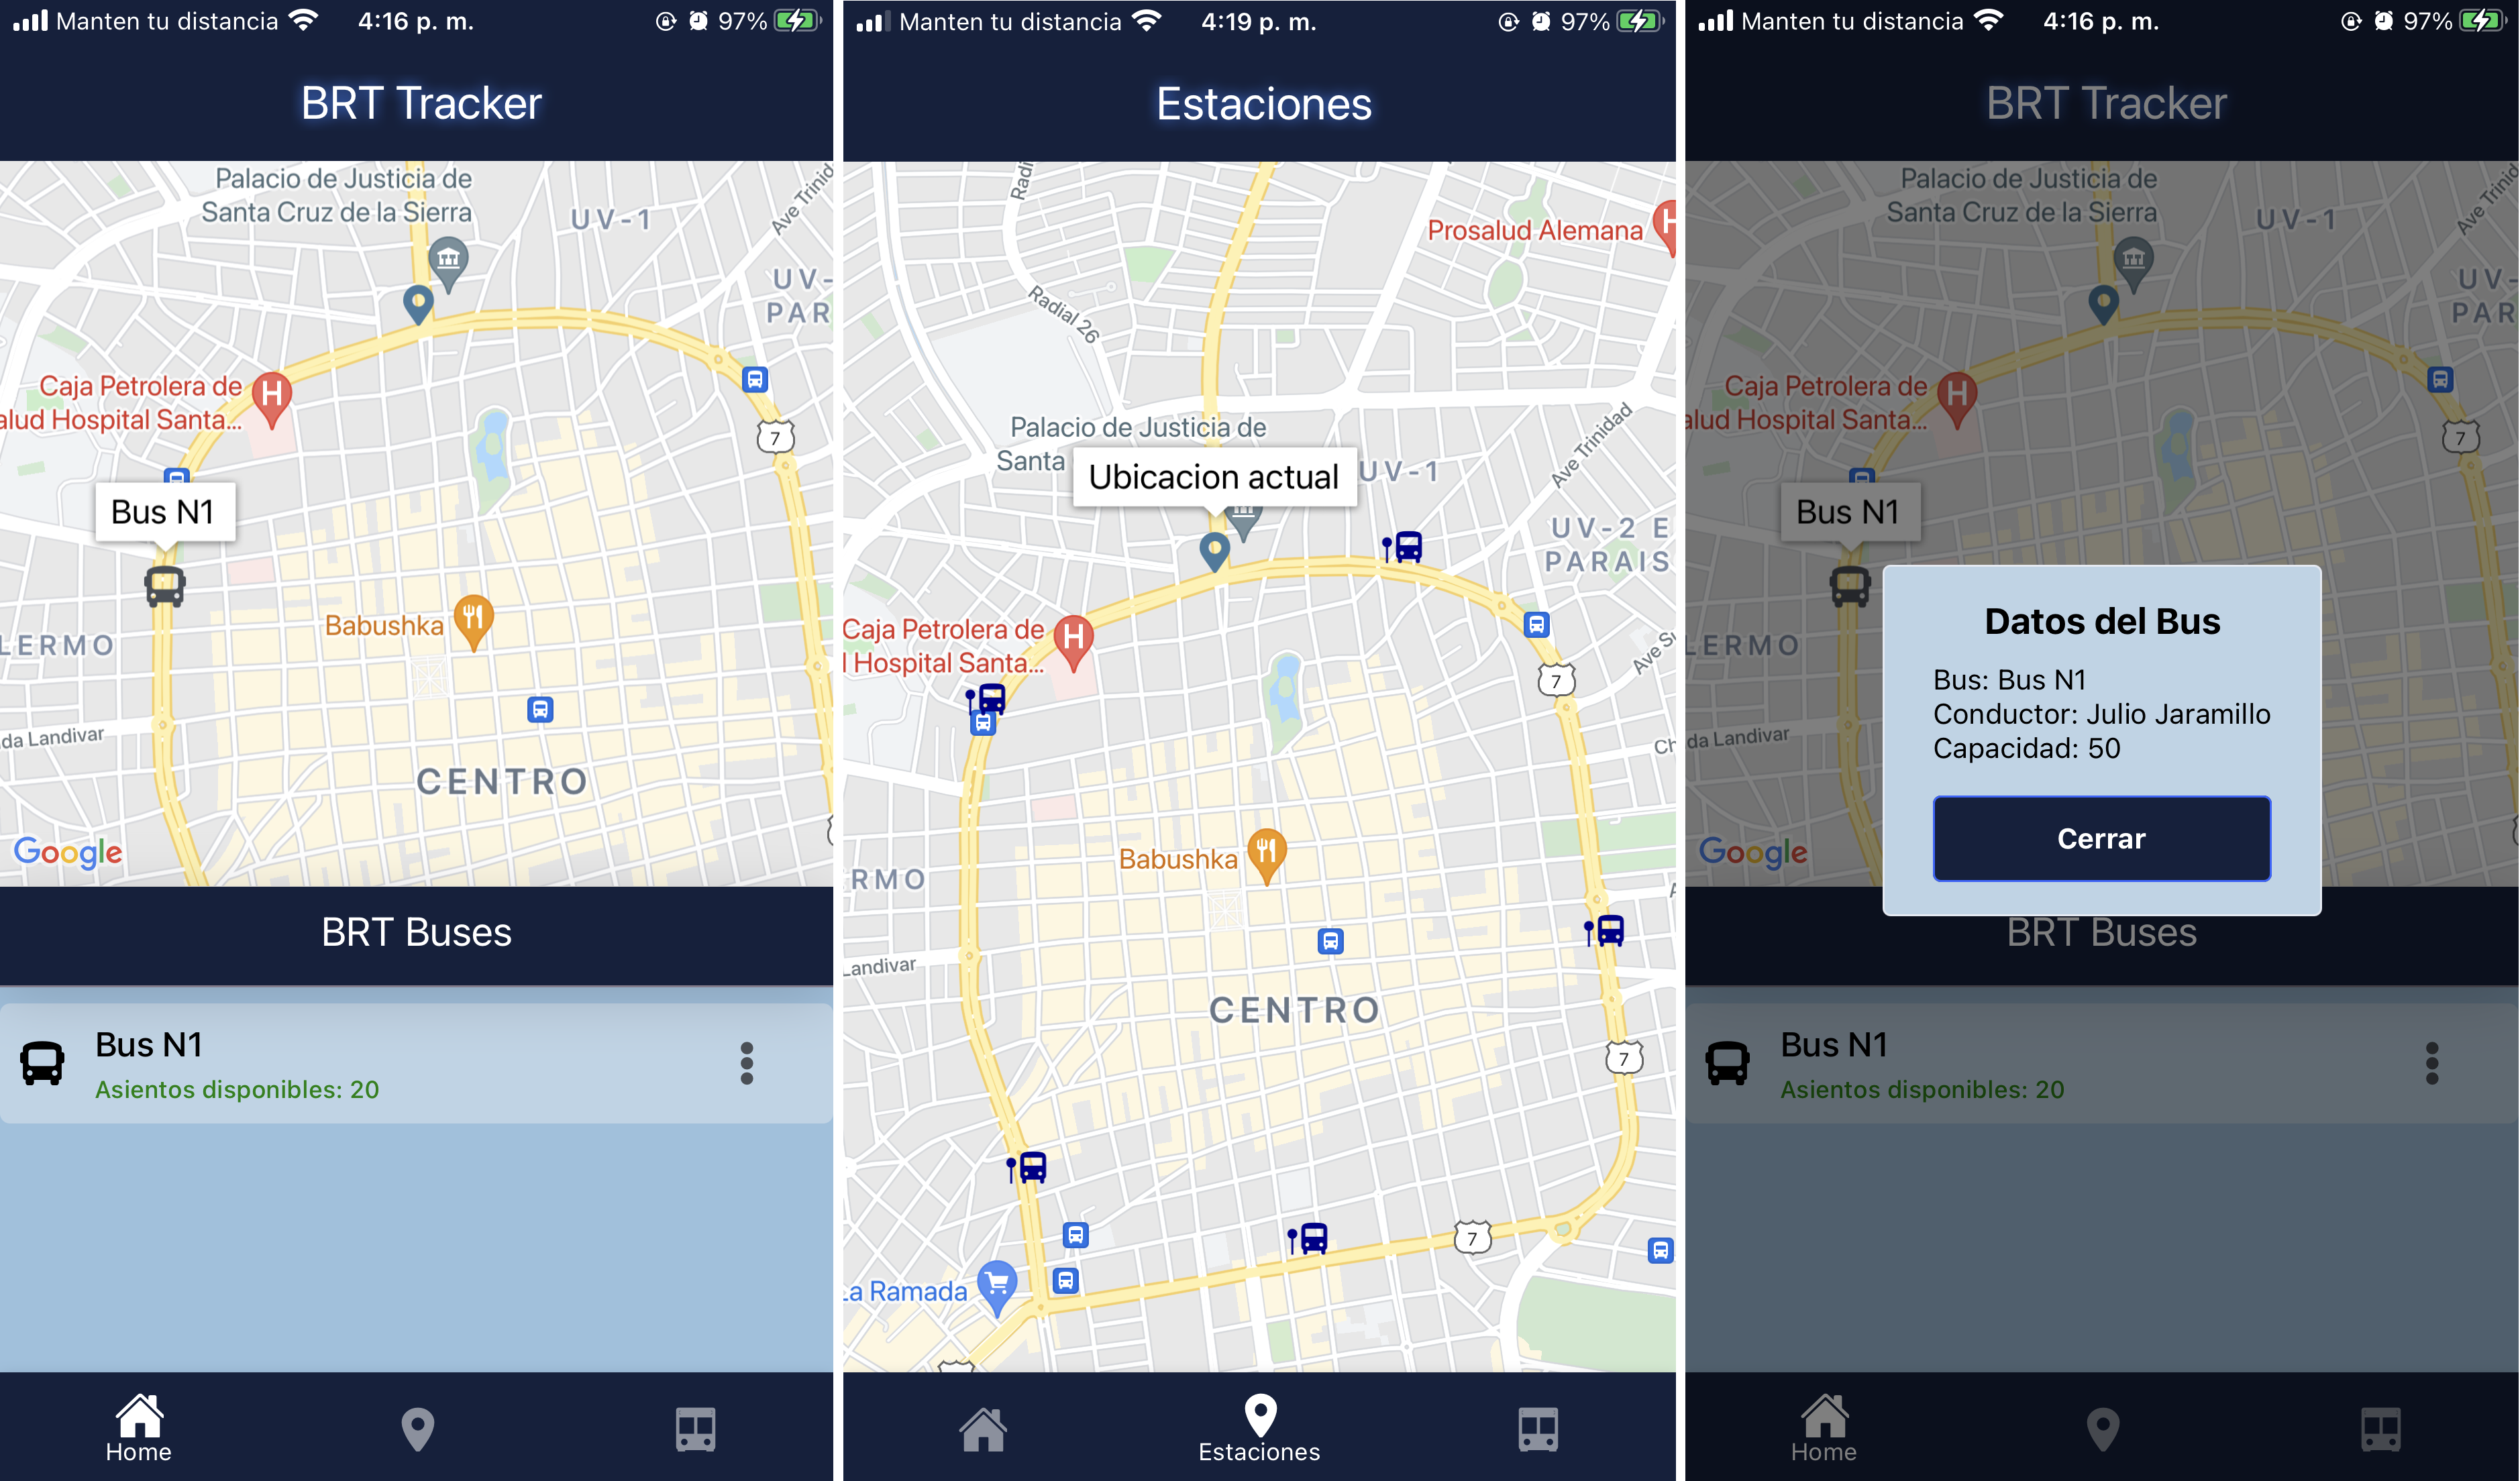 Manten tu distancia 4:16 p. m. 97%
BRT Tracker
Palacio de Justicia de
Santa Cruz de la Sierra
UV-1
Ave Trinid
UV-
PAR
Caja Petrolera de
alud Hospital Santa...
7
Bus N1
Babushka
LERMO
da Landivar
CENTRO
Google
BRT Buses
Bus N1
Asientos disponibles: 20
Home
Manten tu distancia 4:19 p. m. 97%
Estaciones
Radi
Prosalud Alemana
H
Radial 26
Palacio de Justicia de
Santa
Ubicacion actual
UV-1
Ave Trinidad
UV-2 E
PARAIS
Caja Petrolera de
l Hospital Santa...
H
Ave S
7
Ch
Babushka
RMO
Landivar
CENTRO
7
7
La Ramada
Estaciones
Manten tu distancia 4:16 p. m. 97%
BRT Tracker
Palacio de Justicia de
Santa Cruz de la Sierra
UV-1
Ave Trinid
UV-
PAR
Caja Petrolera de
alud Hospital Santa...
H
7
Bus N1
LERMO
da Landivar
Google
Datos del Bus
Bus: Bus N1
Conductor: Julio Jaramillo
Capacidad: 50
Cerrar
BRT Buses
Bus N1
Asientos disponibles: 20
Home